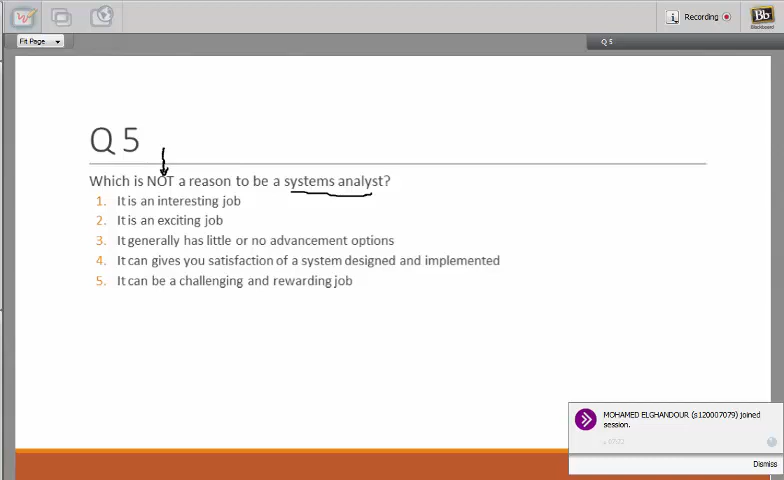 Recording
Bb
Blackboard
Fit Page
Q 5
Q 5
Which is NOT a reason to be a systems analyst?
1. It is an interesting job
2. It is an exciting job
3. It generally has little or no advancement options
4. It can gives you satisfaction of a system designed and implemented
5. It can be a challenging and rewarding job
MOHAMED ELGHANDOUR (s120007079) joined
session.
Dismiss